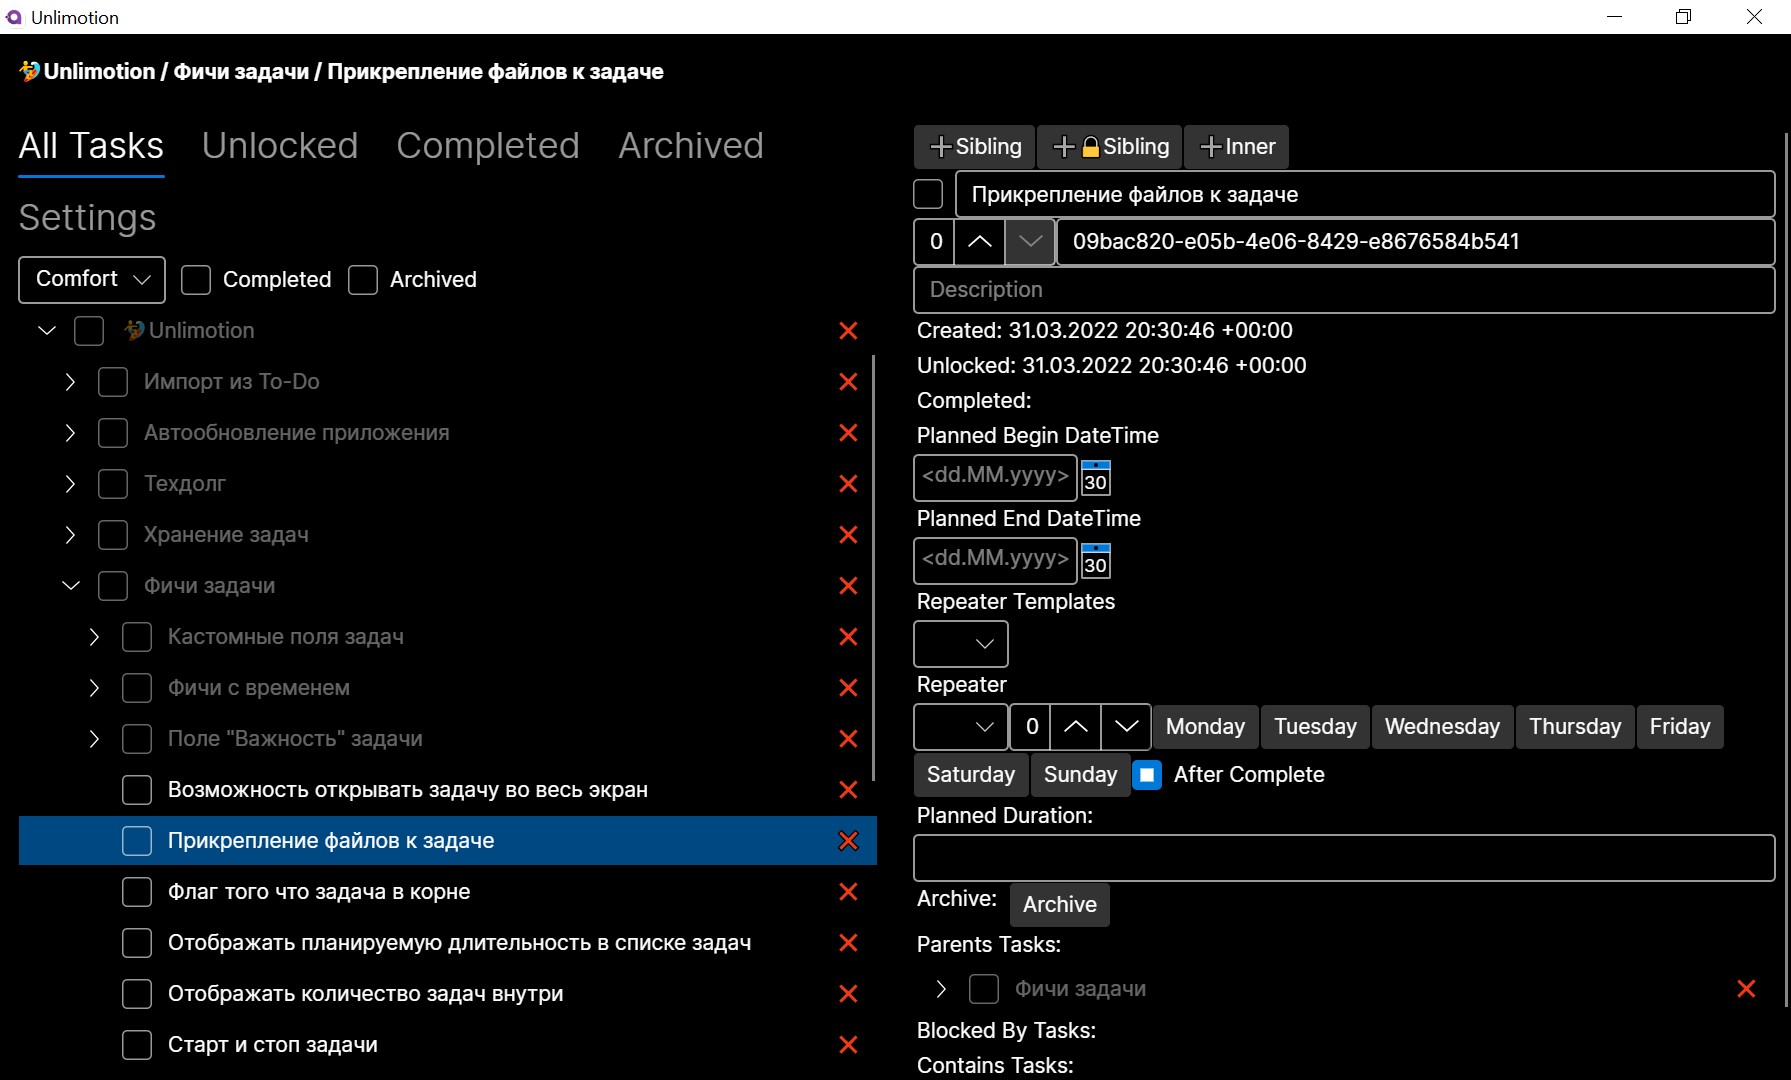 Unlimotion
🏄Unlimotion / Фичи задачи / Прикрепление файлов к задаче
All Tasks Unlocked Completed Archived
Settings
Comfort Completed Archived
🏄Unlimotion
Импорт из To-Do
Автообновление приложения
Техдолг
Хранение задач
Фичи задачи
Кастомные поля задач
Фичи с временем
Поле "Важность" задачи
Возможность открывать задачу во весь экран
Прикрепление файлов к задаче
Флаг того что задача в корне
Отображать планируемую длительность в списке задач
Отображать количество задач внутри
Старт и стоп задачи
+Sibling +🔒Sibling +Inner
Прикрепление файлов к задаче
0 09bac820-e05b-4e06-8429-e8676584b541
Description
Created: 31.03.2022 20:30:46 +00:00
Unlocked: 31.03.2022 20:30:46 +00:00
Completed:
Planned Begin DateTime
<dd.MM.yyyy> 30
Planned End DateTime
<dd.MM.yyyy> 30
Repeater Templates
Repeater
0 Monday Tuesday Wednesday Thursday Friday
Saturday Sunday After Complete
Planned Duration:
Archive: Archive
Parents Tasks:
Фичи задачи
Blocked By Tasks:
Contains Tasks: